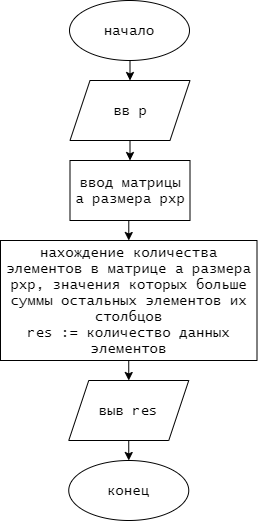 начало
вв p
ввод матрицы
a размера pxp
нахождение количества
элементов в матрице a размера
pxp, значения которых больше
суммы остальных элементов их
столбцов
res := количество данных
элементов
выв res
конец